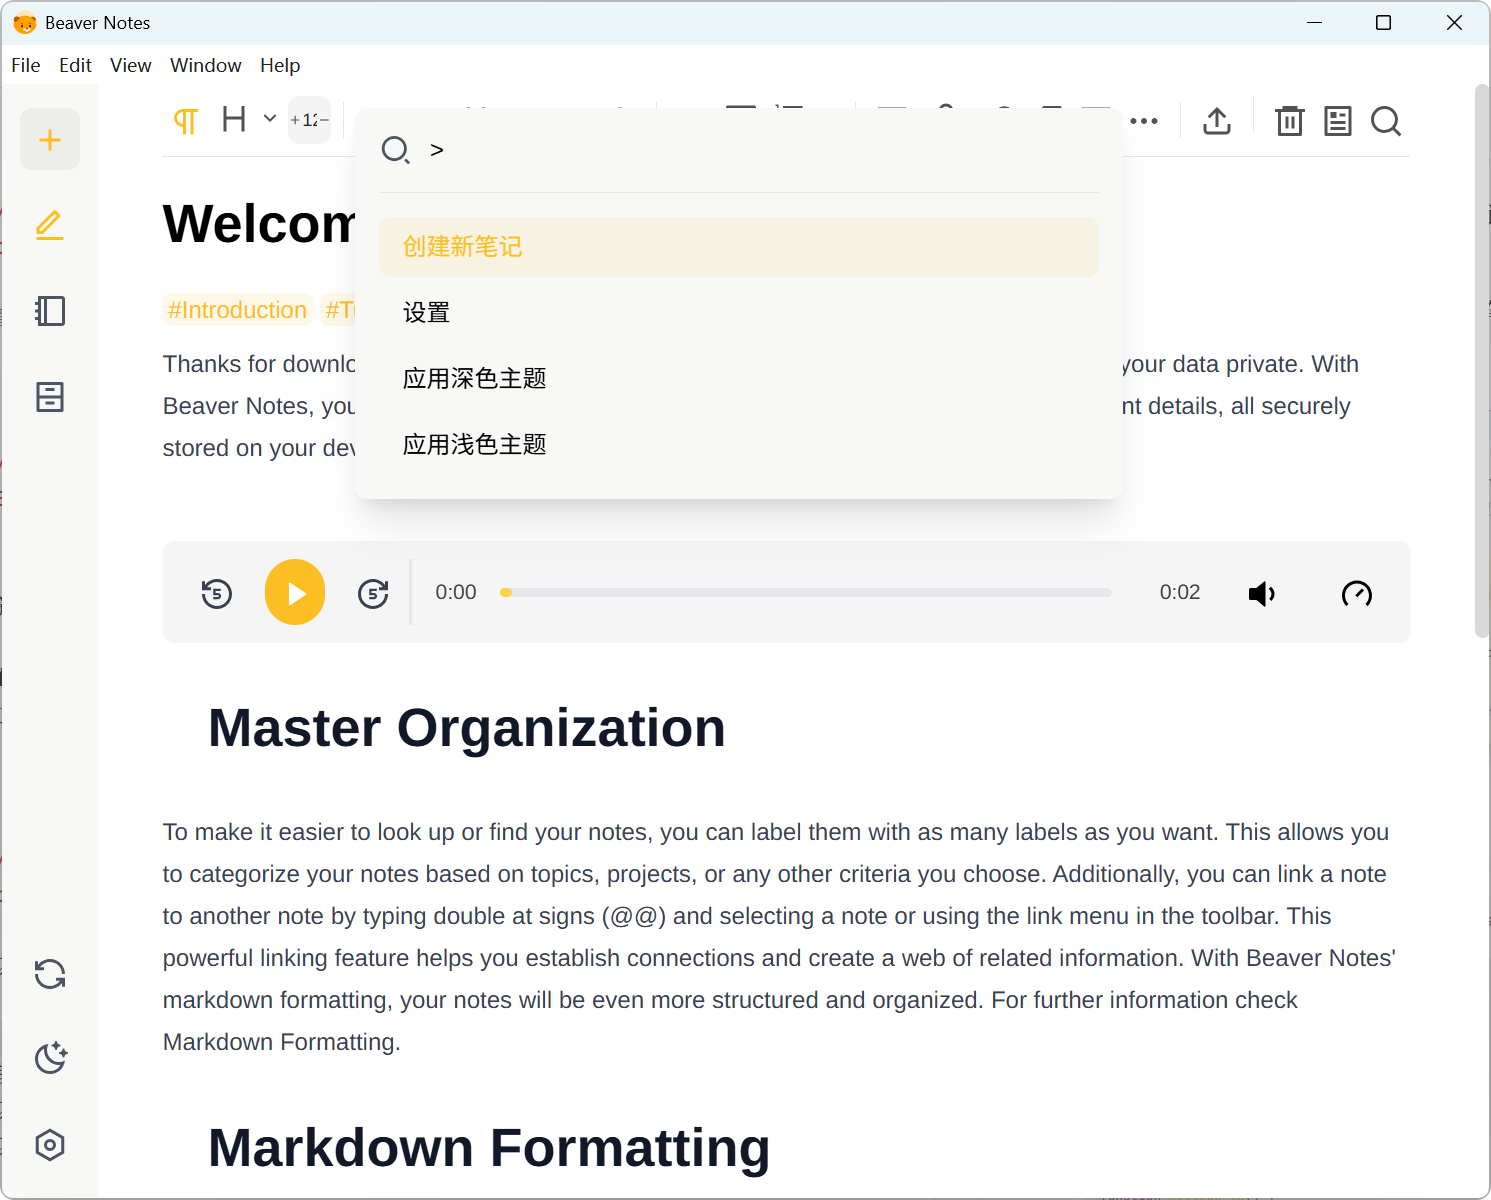 Beaver Notes
File Edit View Window Help
H
>
创建新笔记
设置
应用深色主题
应用浅色主题
Welcom
#Introduction
Thanks for downlo
your data private. With
Beaver Notes, you
nt details, all securely
stored on your dev
5
5
0:00
0:02
Master Organization
To make it easier to look up or find your notes, you can label them with as many labels as you want. This allows you
to categorize your notes based on topics, projects, or any other criteria you choose. Additionally, you can link a note
to another note by typing double at signs (@@) and selecting a note or using the link menu in the toolbar. This
powerful linking feature helps you establish connections and create a web of related information. With Beaver Notes'
markdown formatting, your notes will be even more structured and organized. For further information check
Markdown Formatting.
Markdown Formatting